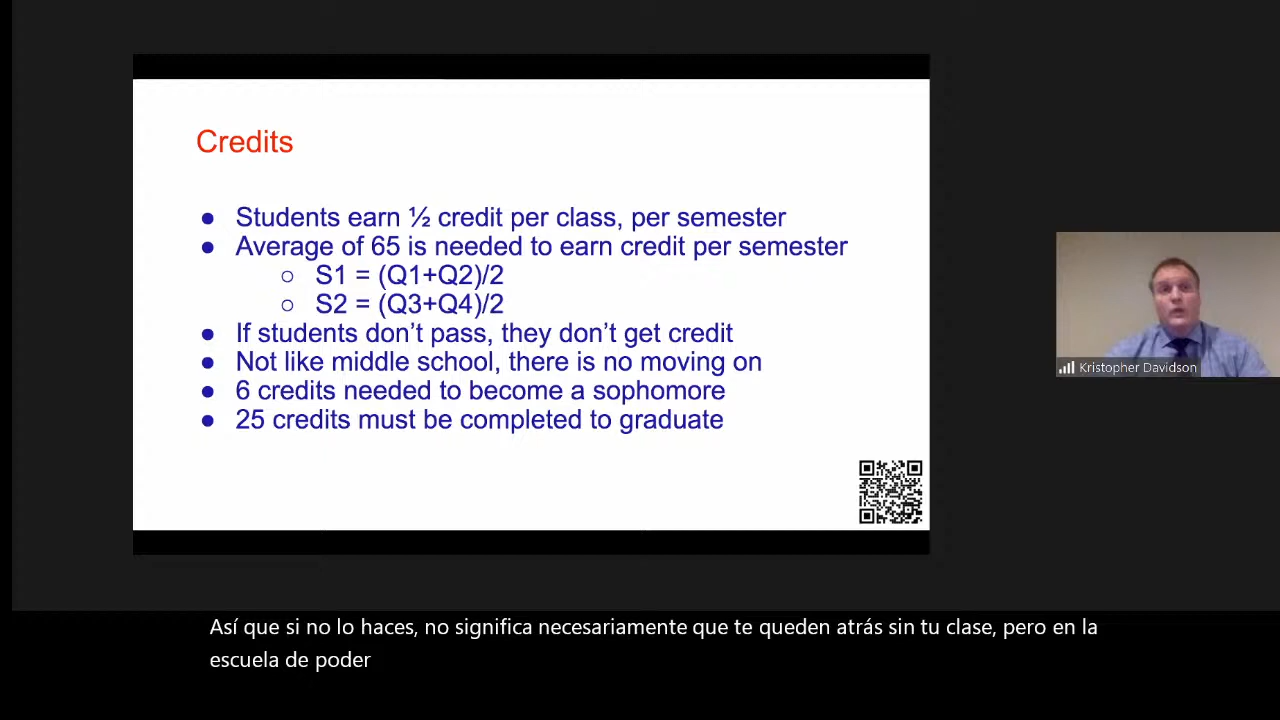 Credits
● Students earn ½ credit per class, per semester
● Average of 65 is needed to earn credit per semester
○ S1 = (Q1+Q2)/2
○ S2 = (Q3+Q4)/2
● If students don’t pass, they don’t get credit
● Not like middle school, there is no moving on
● 6 credits needed to become a sophomore
● 25 credits must be completed to graduate
Kristopher Davidson
Así que si no lo haces, no significa necesariamente que te queden atrás sin tu clase, pero en la
escuela de poder